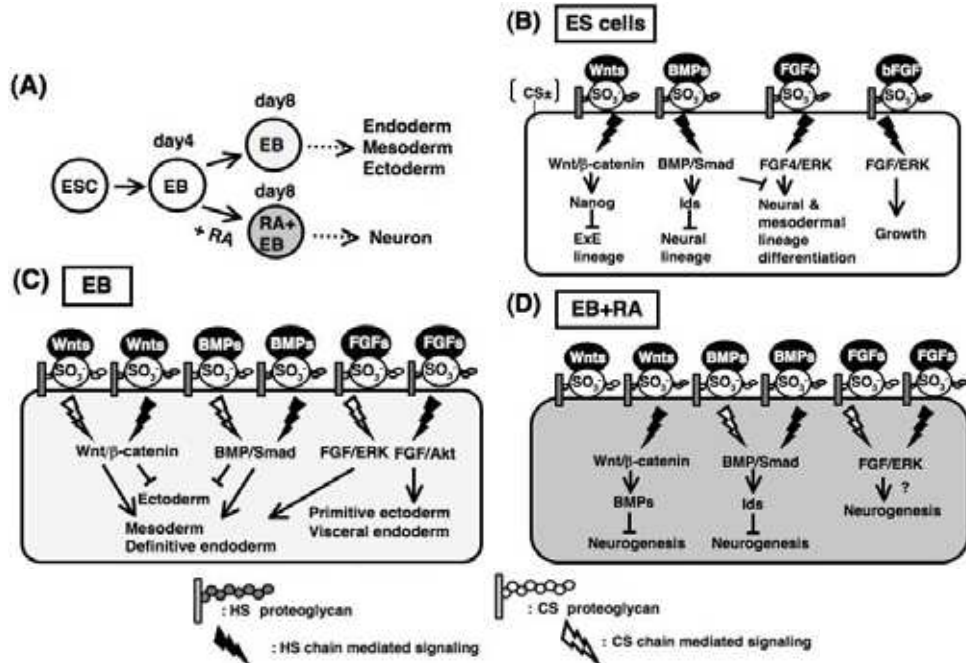 (A)
day8
day4
EB
Endoderm
Mesoderm
Ectoderm
ESC
EB
day8
+ RA
RA+
EB
Neuron
(B) ES cells
Wnts BMPs FGF4 bFGF
[CS±] SO3- SO3- SO3- SO3-
Wnt/β-catenin BMP/Smad FGF4/ERK FGF/ERK
Nanog Ids Neural &
mesodermal
lineage
differentiation
Growth
ExE
lineage
Neural
lineage
(C) EB
Wnts Wnts BMPs BMPs FGFs FGFs
SO3- SO3- SO3- SO3- SO3- SO3-
Wnt/β-catenin BMP/Smad FGF/ERK FGF/Akt
Ectoderm
Mesoderm
Definitive endoderm
Primitive ectoderm
Visceral endoderm
(D) EB+RA
Wnts Wnts BMPs BMPs FGFs FGFs
SO3- SO3- SO3- SO3- SO3- SO3-
Wnt/β-catenin BMP/Smad FGF/ERK
BMPs Ids ?
Neurogenesis
Neurogenesis Neurogenesis
: HS proteoglycan
: CS proteoglycan
: HS chain mediated signaling
: CS chain mediated signaling